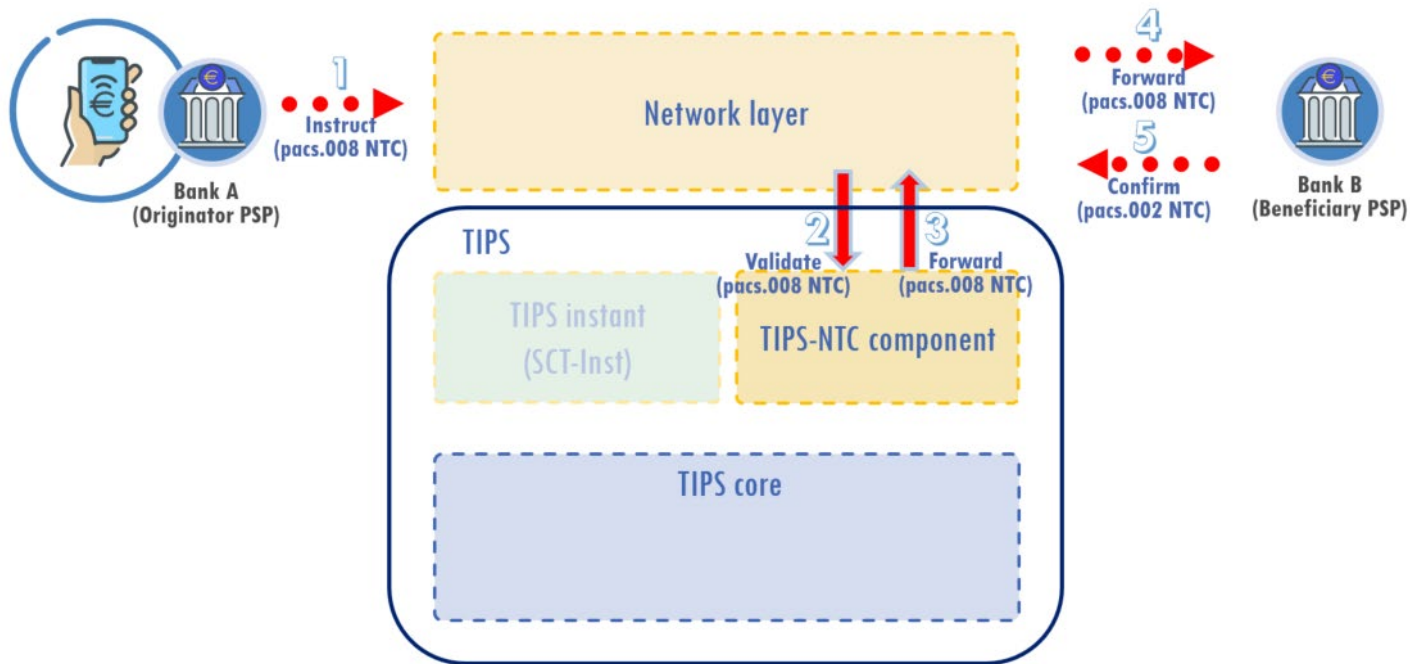 1
Instruct
(pacs.008 NTC)
Bank A
(Originator PSP)
Network layer
4
Forward
(pacs.008 NTC)
5
Confirm
(pacs.002 NTC)
Bank B
(Beneficiary PSP)
TIPS
2
Validate
(pacs.008 NTC)
3
Forward
(pacs.008 NTC)
TIPS instant
(SCT-Inst)
TIPS-NTC component
TIPS core